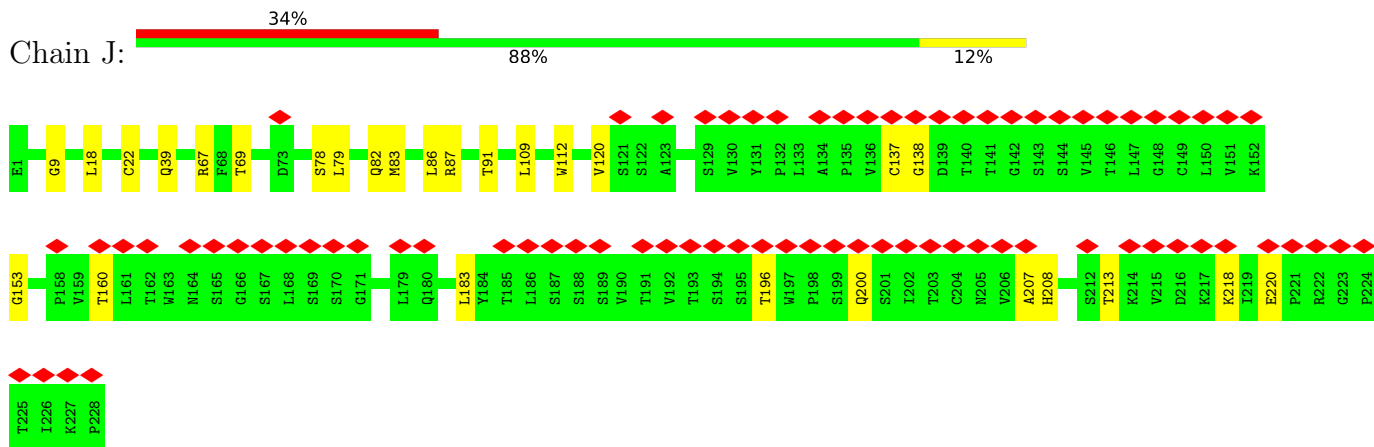 34%
Chain J:
88% 12%
E1 G9 L18 C22 Q39 R67 F68 T69 D73 S78 L79 Q82 M83 L86 R87 T91 L109 W112 V120 S121 S122 A123 S129 V130 Y131 P132 L133 A134 P135 V136 C137 G138 D139 T140 T141 G142 S143 S144 V145 T146 L147 G148 C149 L150 V151 K152
G153 P158 V159 T160 L161 T162 W163 N164 S165 G166 S167 L168 S169 S170 G171 L179 Q180 L183 Y184 T185 L186 S187 S188 S189 V190 T191 V192 T193 S194 S195 T196 W197 P198 S199 Q200 S201 I202 T203 C204 N205 V206 A207 H208 S212 T213 K214 V215 D216 K217 K218 I219 E220 P221 R222 G223 P224
T225 I226 K227 P228